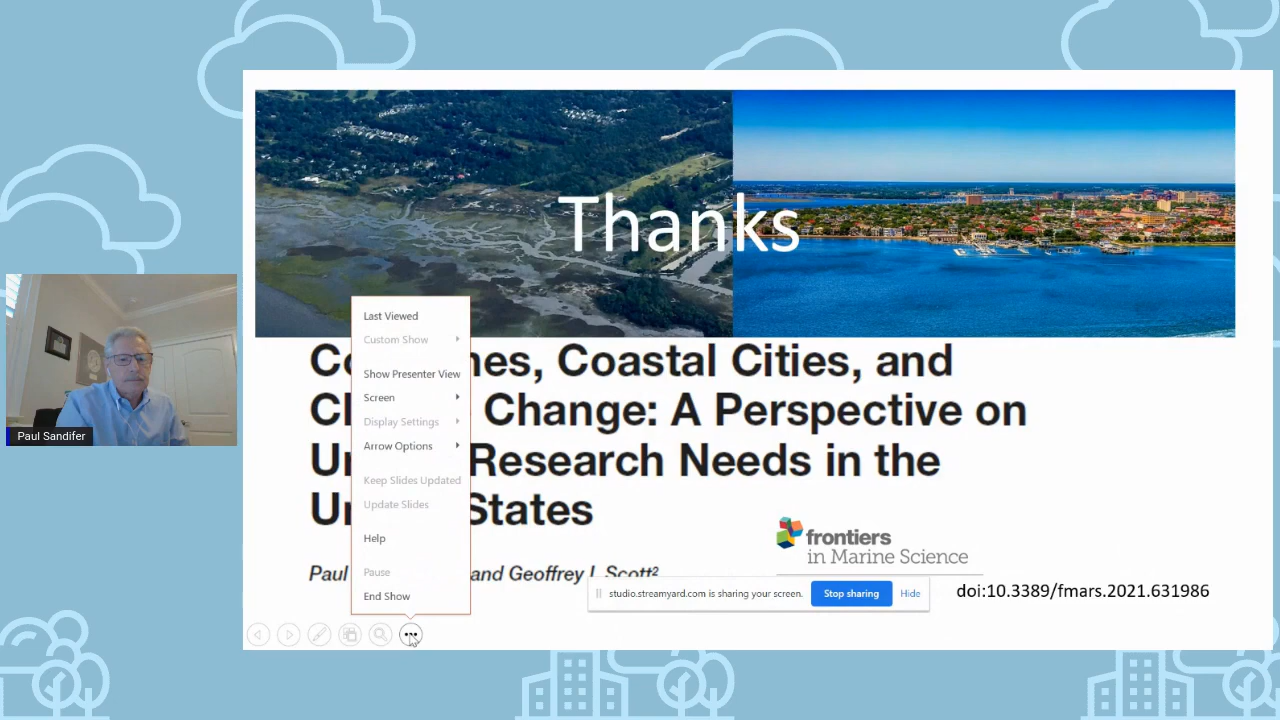 Thanks
Last Viewed
Custom Show
Show Presenter View
Screen
Display Settings
Arrow Options
Keep Slides Updated
Update Slides
Help
Pause
End Show
Co nes, Coastal Cities, and
Cl Change: A Perspective on
Ur Research Needs in the
Un States
Paul and Geoffrey I. Scott²
frontiers
in Marine Science
studio.streamyard.com is sharing your screen.
Stop sharing
Hide
doi:10.3389/fmars.2021.631986
Paul Sandifer